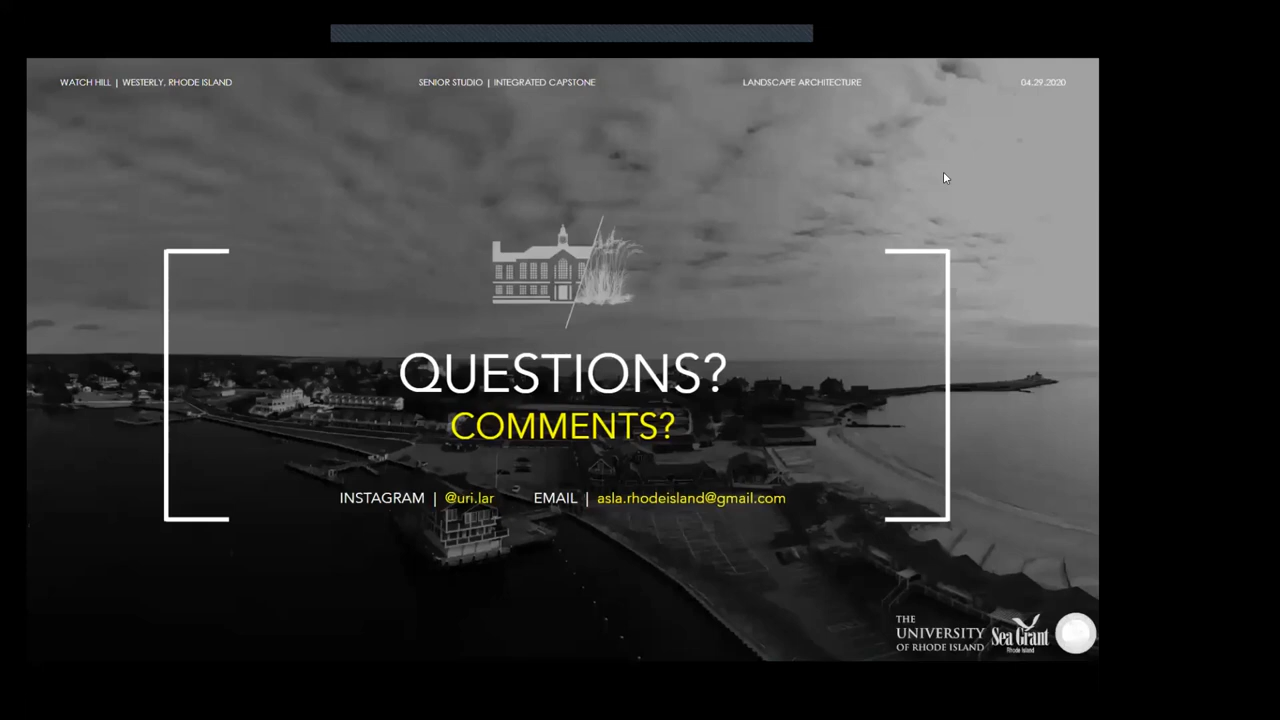 WATCH HILL | WESTERLY, RHODE ISLAND
SENIOR STUDIO | INTEGRATED CAPSTONE
LANDSCAPE ARCHITECTURE
04.29.2020
QUESTIONS?
COMMENTS?
INSTAGRAM | @uri.lar
EMAIL | asla.rhodeisland@gmail.com
THE
UNIVERSITY
OF RHODE ISLAND
Sea Grant
Rhode Island